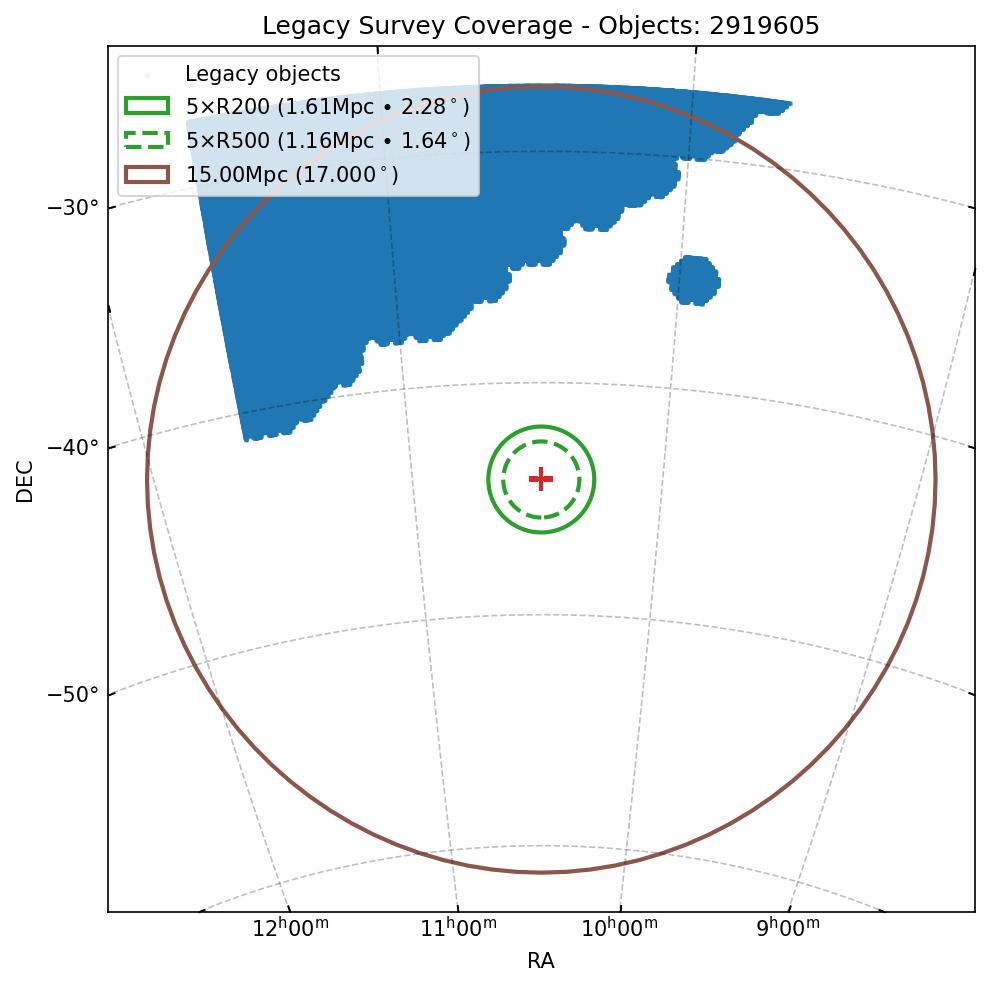 Legacy Survey Coverage - Objects: 2919605
Legacy objects
5×R200 (1.61Mpc • 2.28°)
5×R500 (1.16Mpc • 1.64°)
15.00Mpc (17.000°)
−30°
−40°
−50°
DEC
12ʰ00ᵐ 11ʰ00ᵐ 10ʰ00ᵐ 9ʰ00ᵐ
RA